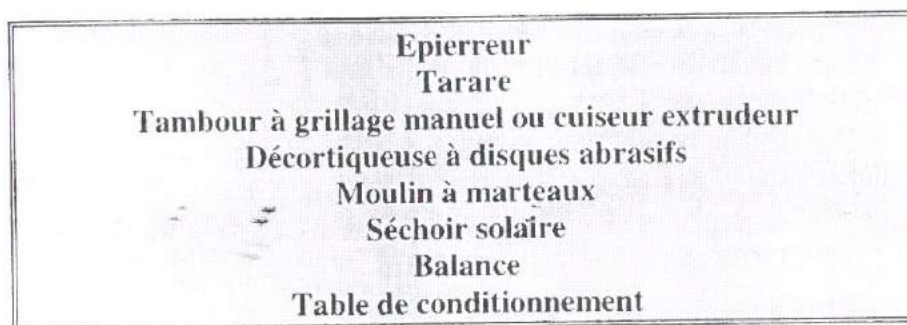 Epierreur
Tarare
Tambour à grillage manuel ou cuiseur extrudeur
Décortiqueuse à disques abrasifs
Moulin à marteaux
Séchoir solaire
Balance
Table de conditionnement